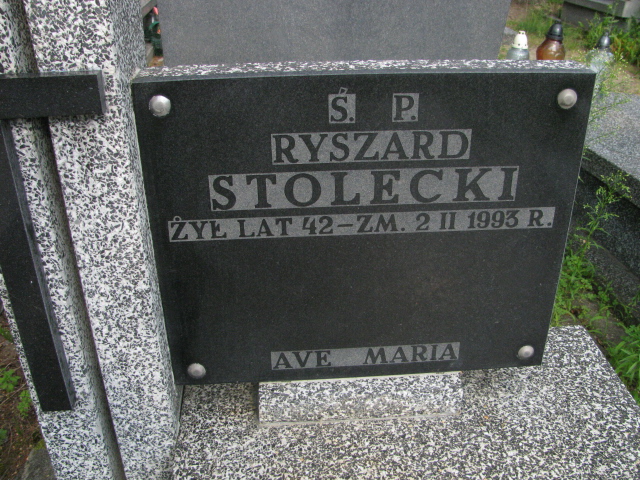 Ś. P.
RYSZARD
STOLECKI
ŻYŁ LAT 42-ZM. 2 II 1993 R.
AVE MARIA